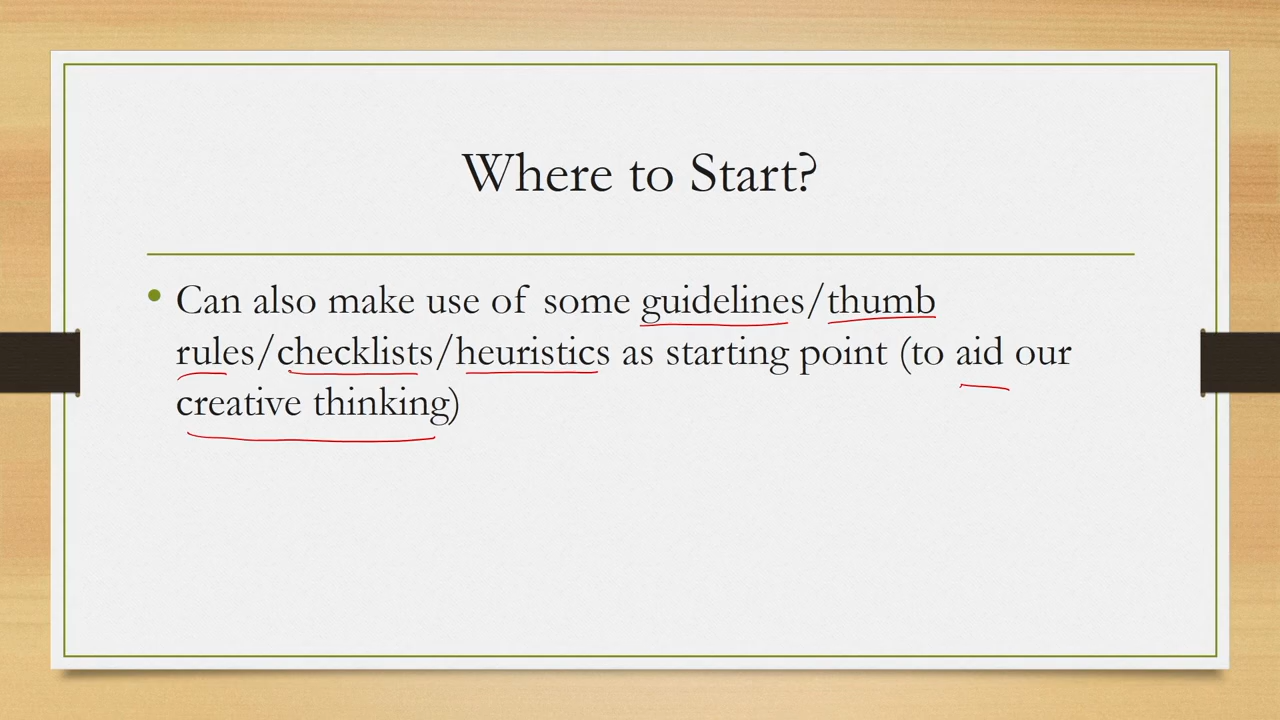 Where to Start?
• Can also make use of some guidelines/thumb
rules/checklists/heuristics as starting point (to aid our
creative thinking)